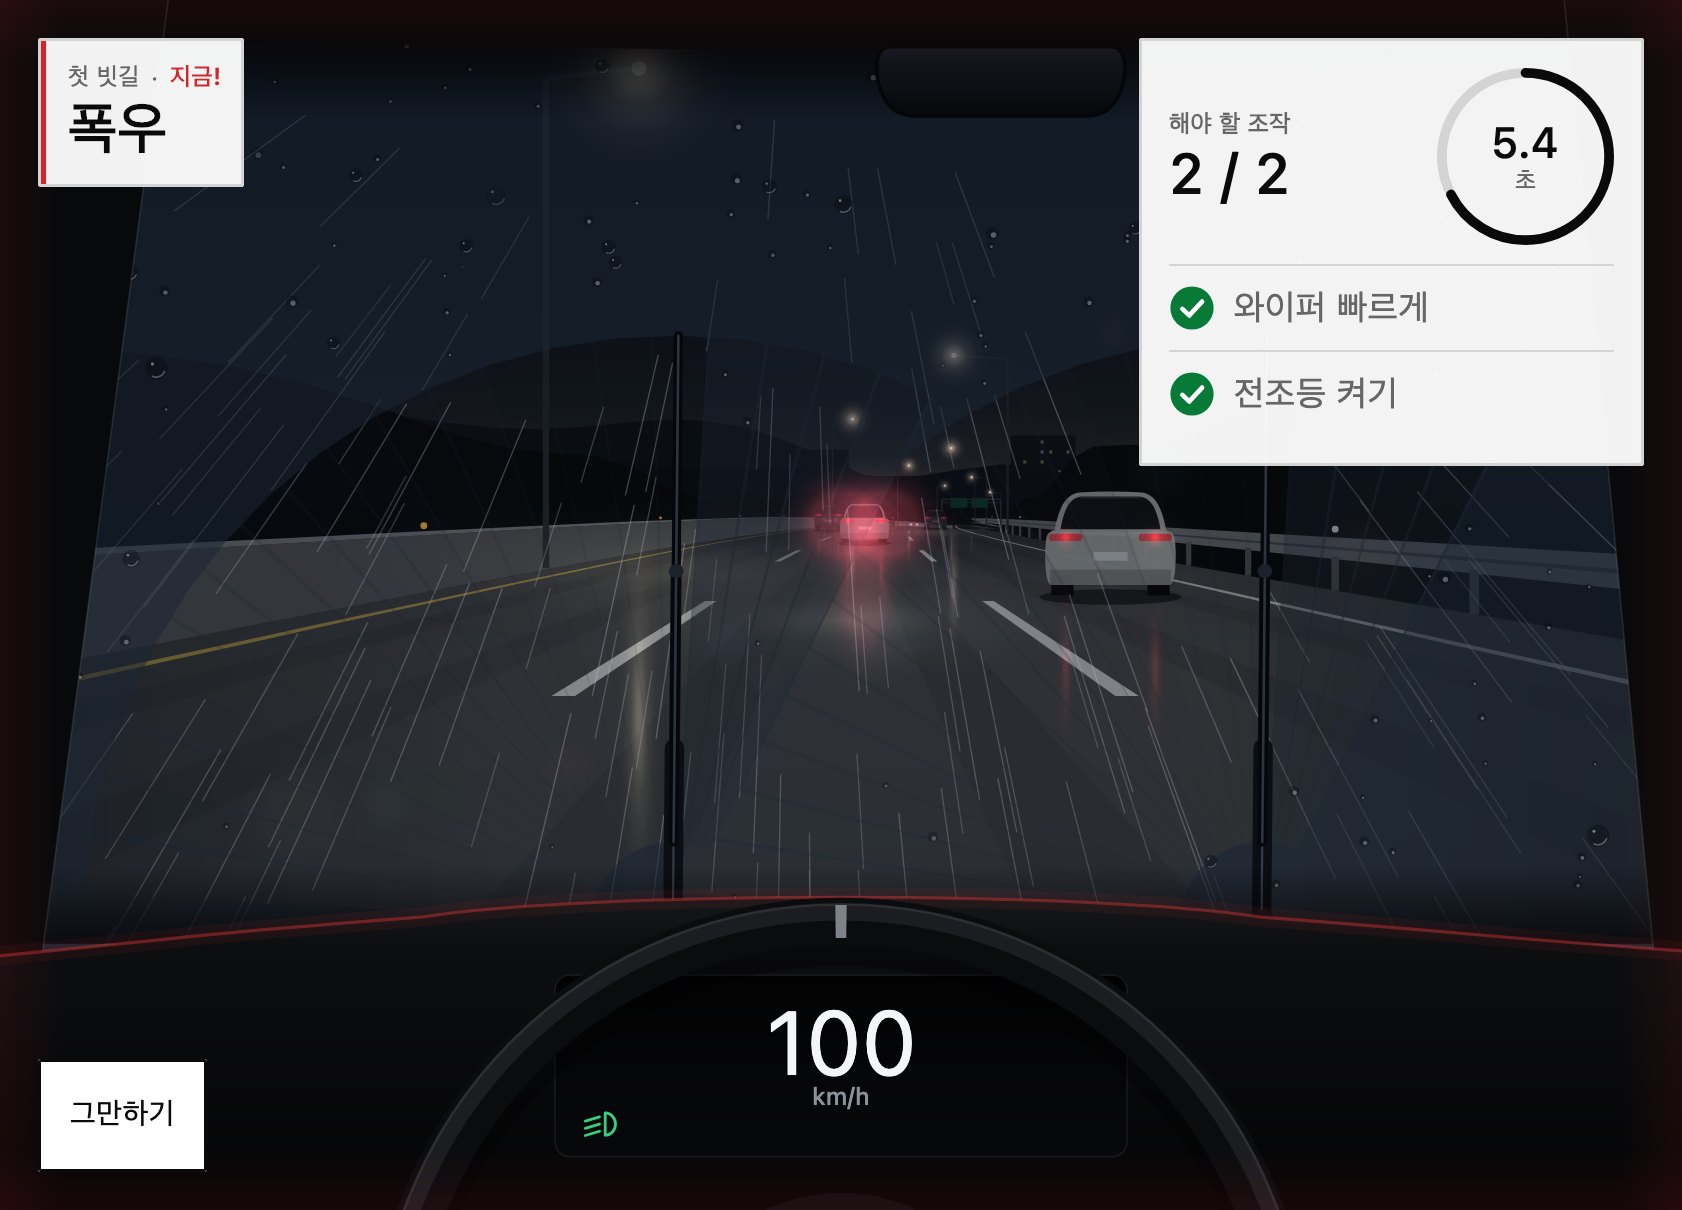 첫 빗길 · 지금!
폭우
해야 할 조작
2 / 2
5.4
초
와이퍼 빠르게
전조등 켜기
100
km/h
그만하기